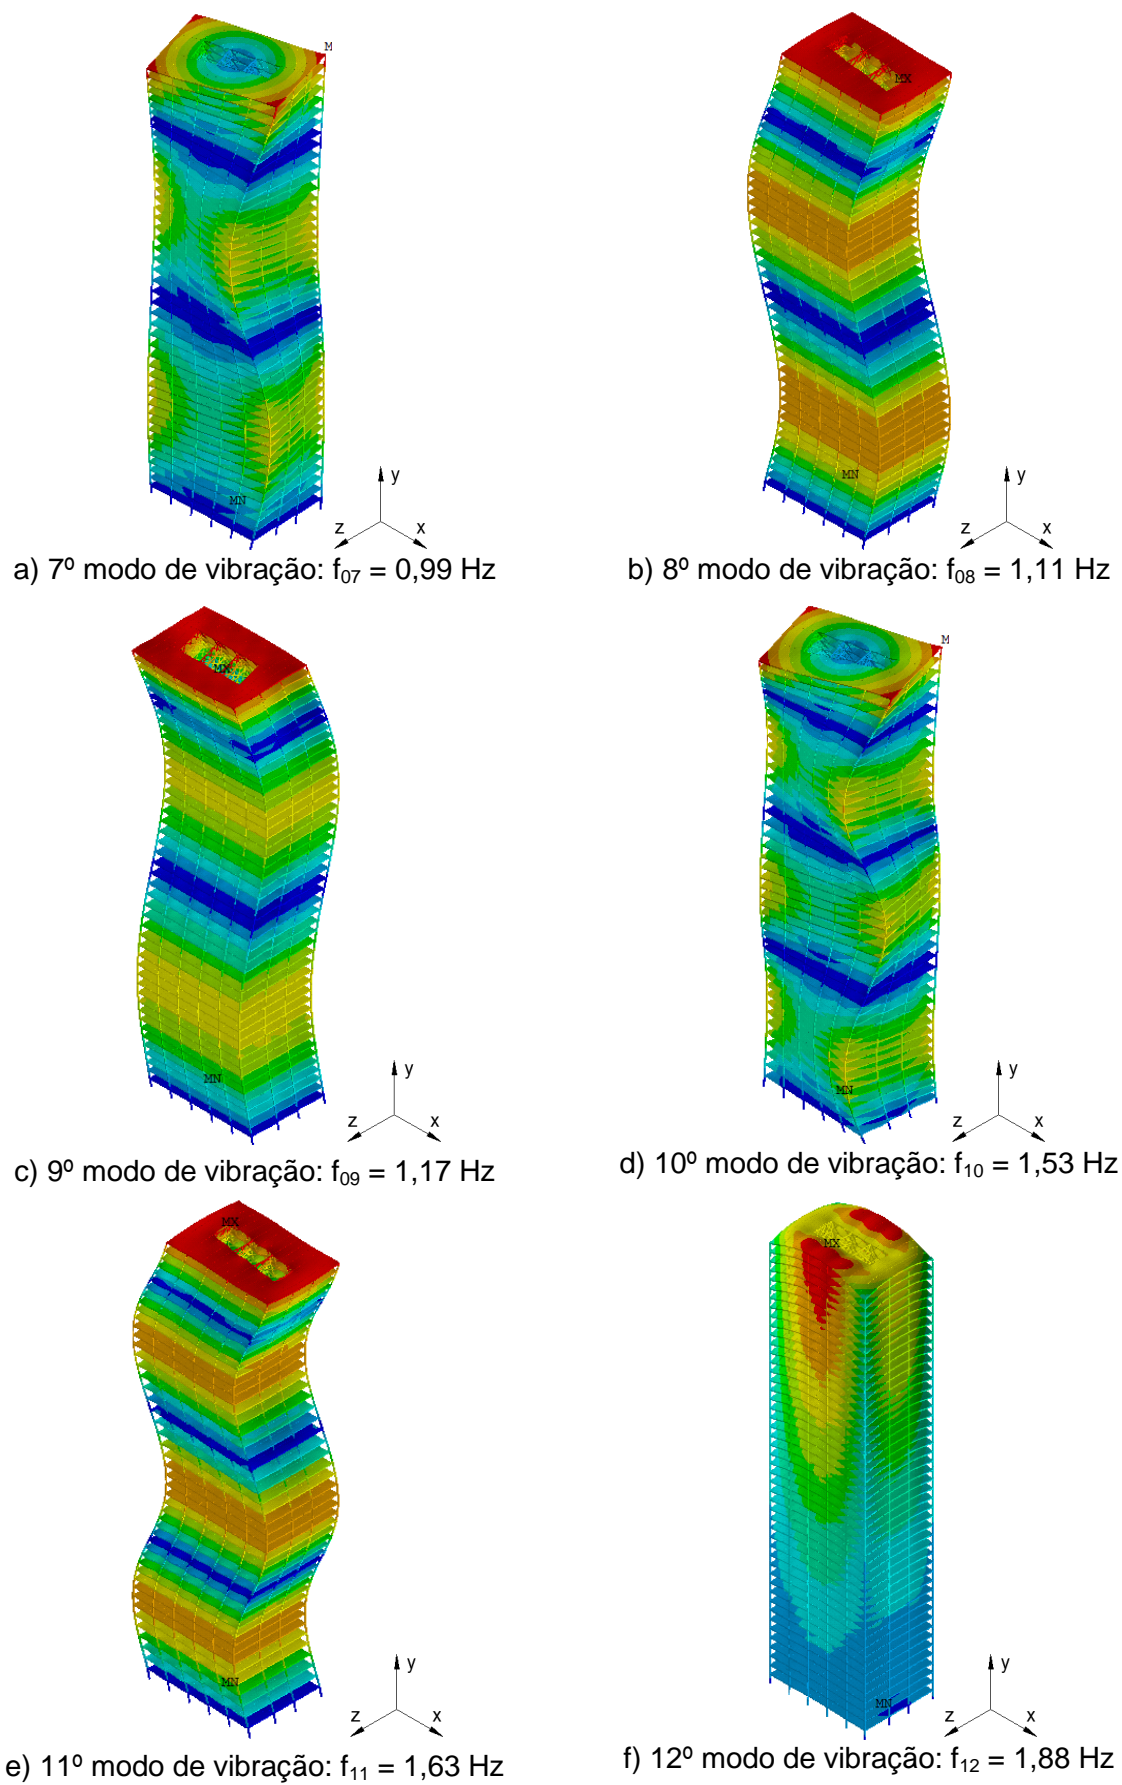 M
MX
MN
MN
y
z
x
y
z
x
a) 7º modo de vibração: f07 = 0,99 Hz
b) 8º modo de vibração: f08 = 1,11 Hz
MX
M
MN
MN
y
z
x
y
z
x
c) 9º modo de vibração: f09 = 1,17 Hz
d) 10º modo de vibração: f10 = 1,53 Hz
MX
MX
MN
MN
y
z
x
y
z
x
e) 11º modo de vibração: f11 = 1,63 Hz
f) 12º modo de vibração: f12 = 1,88 Hz